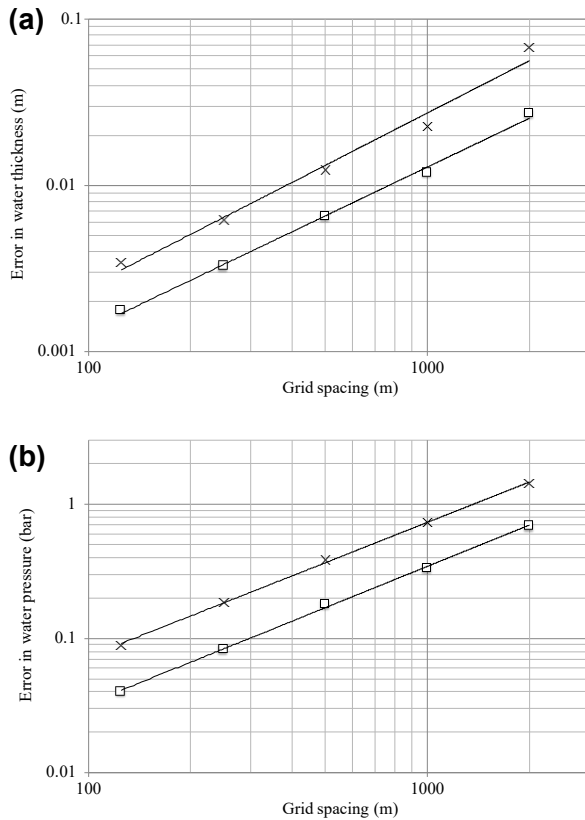 (a)
0.1
0.01
0.001
Error in water thickness (m)
100
1000
Grid spacing (m)
(b)
1
0.1
0.01
Error in water pressure (bar)
100
1000
Grid spacing (m)